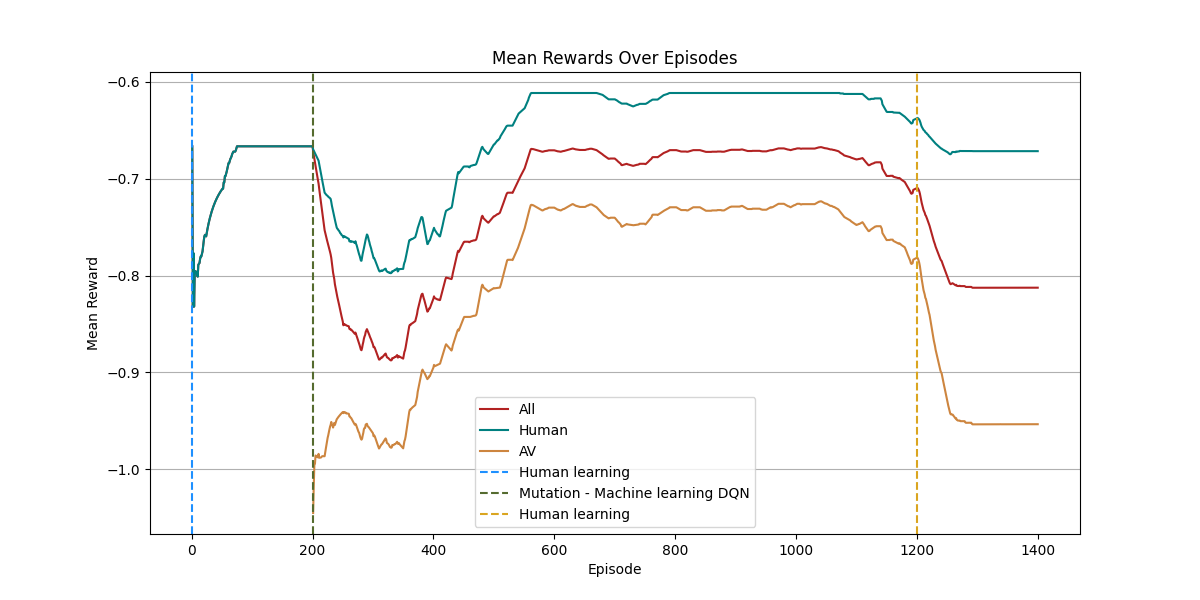 Mean Rewards Over Episodes
Mean Reward
−0.6
−0.7
−0.8
−0.9
−1.0
All
Human
AV
Human learning
Mutation - Machine learning DQN
Human learning
0 200 400 600 800 1000 1200 1400
Episode